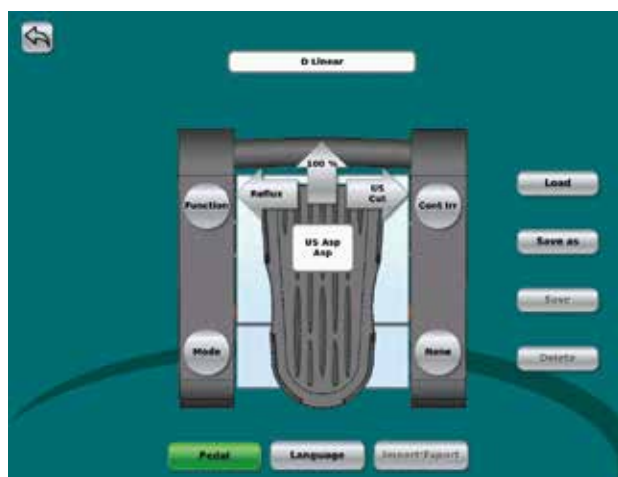 D Linear
100 %
Reflux
US
Cut
Function
Cont Irr
US Asp
Asp
Mode
None
Load
Save as
Save
Delete
Pedal
Language
Import/Export